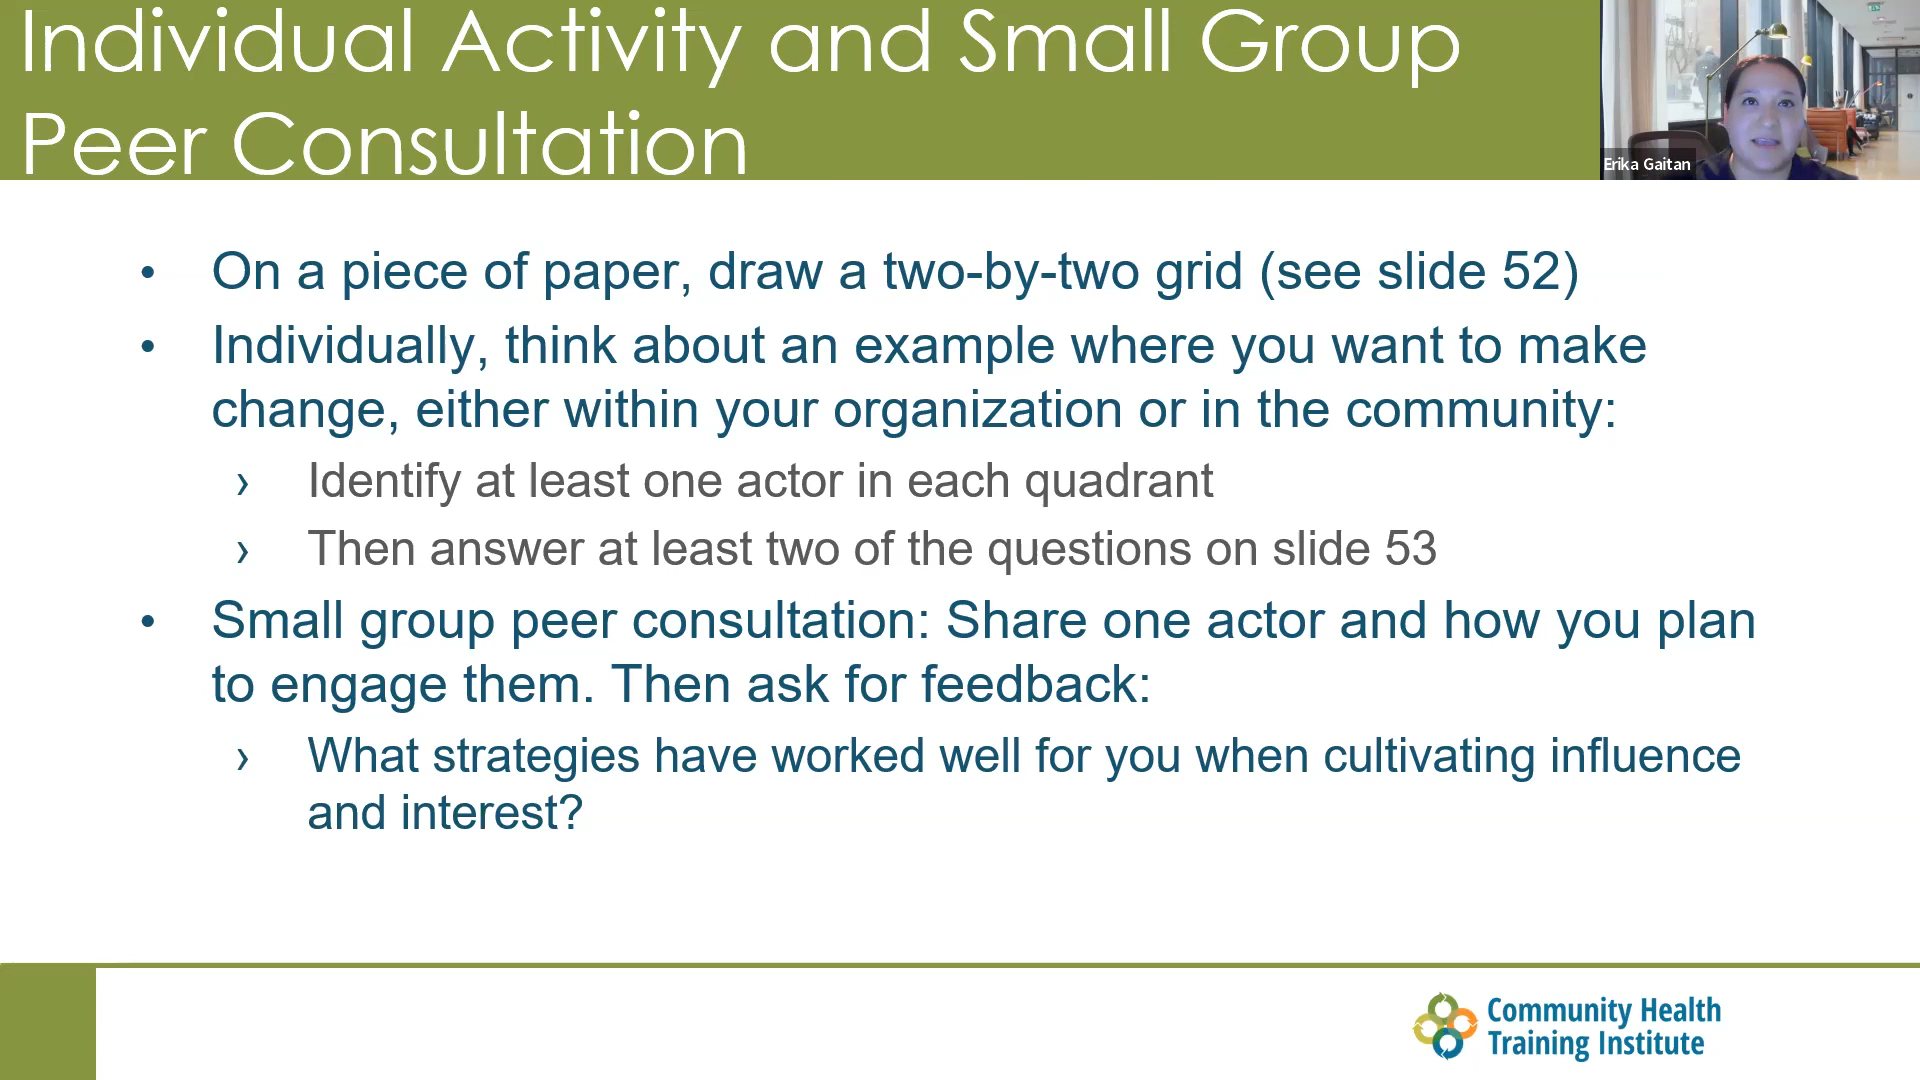 Individual Activity and Small Group
Peer Consultation
Erika Gaitan
• On a piece of paper, draw a two-by-two grid (see slide 52)
• Individually, think about an example where you want to make
change, either within your organization or in the community:
› Identify at least one actor in each quadrant
› Then answer at least two of the questions on slide 53
• Small group peer consultation: Share one actor and how you plan
to engage them. Then ask for feedback:
› What strategies have worked well for you when cultivating influence
and interest?
Community Health
Training Institute